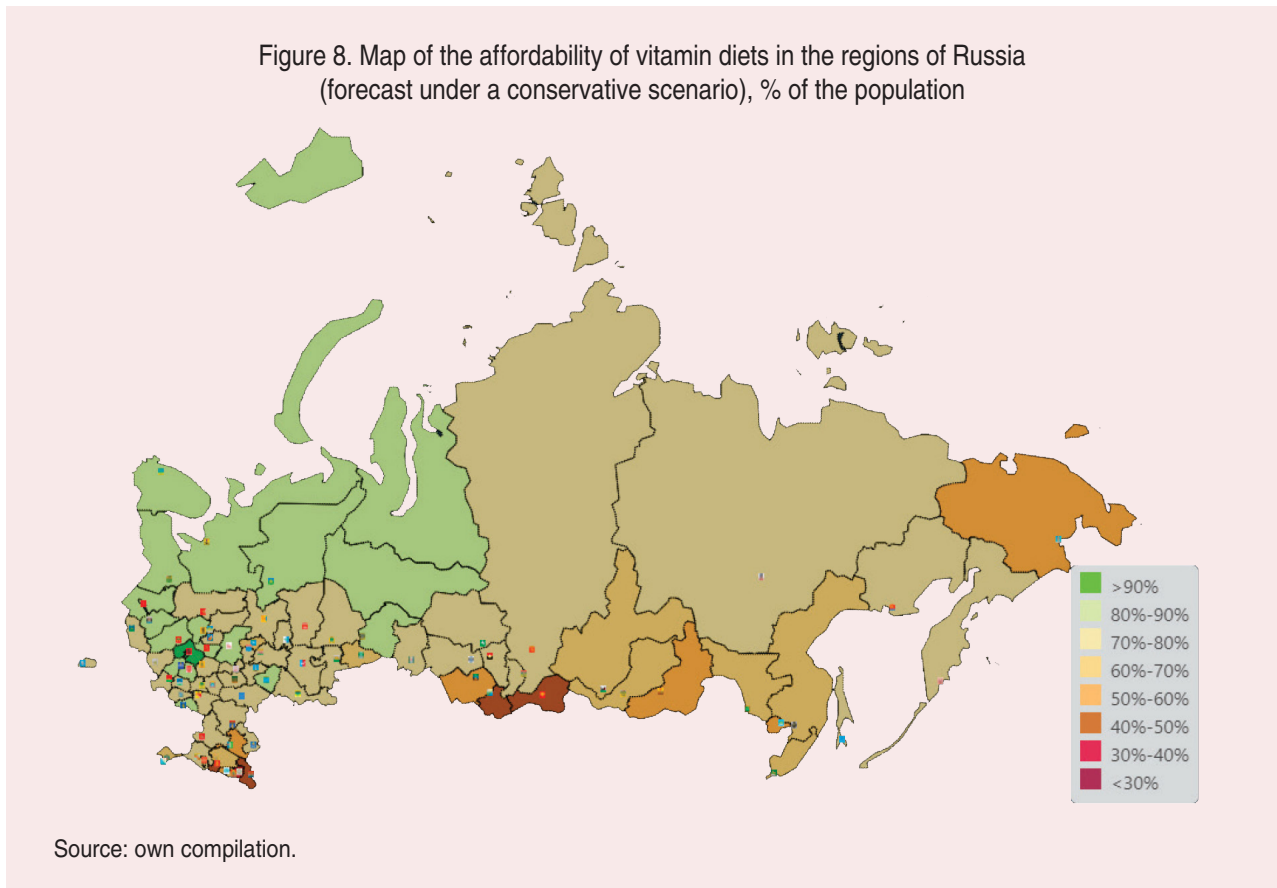 Figure 8. Map of the affordability of vitamin diets in the regions of Russia
(forecast under a conservative scenario), % of the population
>90%
80%-90%
70%-80%
60%-70%
50%-60%
40%-50%
30%-40%
<30%
Source: own compilation.